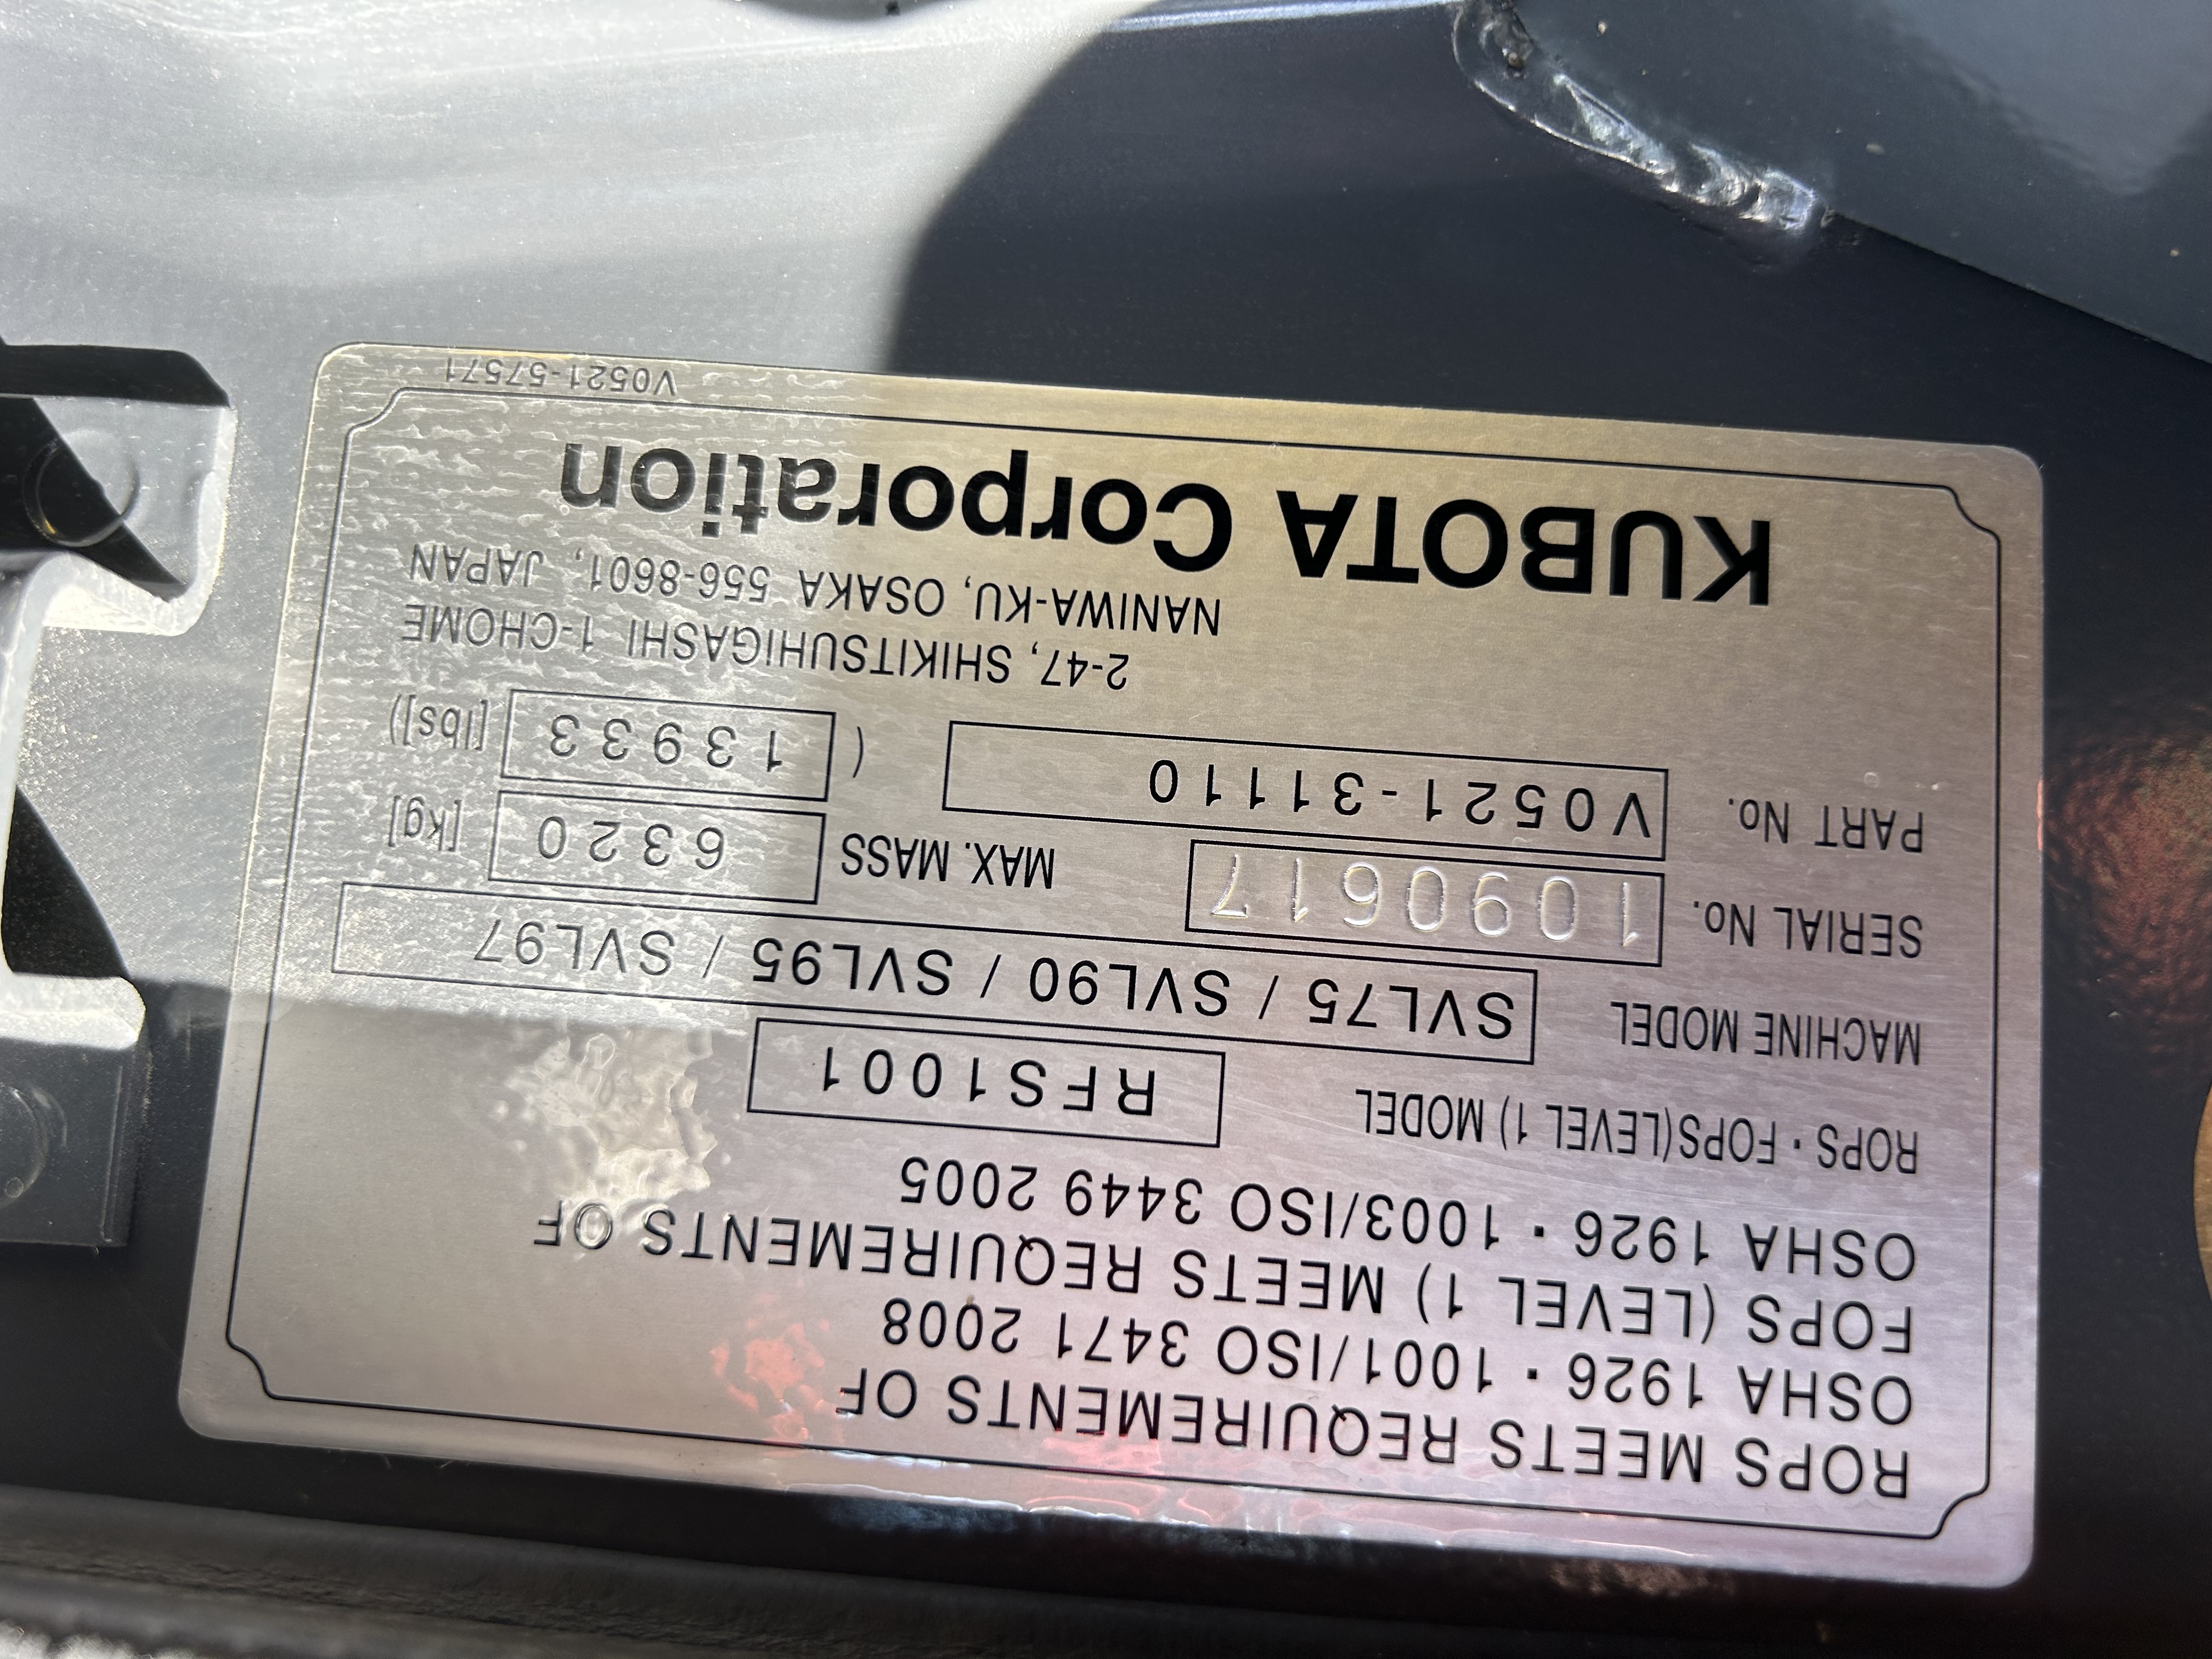 ROPS MEETS REQUIREMENTS OF
OSHA 1926・1001/ISO 3471 2008
FOPS (LEVEL 1) MEETS REQUIREMENTS OF
OSHA 1926・1003/ISO 3449 2005
ROPS・FOPS(LEVEL 1) MODEL RFS1001
MACHINE MODEL SVL75 / SVL90 / SVL95 / SVL97
SERIAL No. 1090617 MAX. MASS 6320 [kg]
PART No. V0521-31110 ( 13933 [lbs])
2-47, SHIKITSUHIGASHI 1-CHOME
NANIWA-KU, OSAKA 556-8601, JAPAN
KUBOTA Corporation
V0521-57571